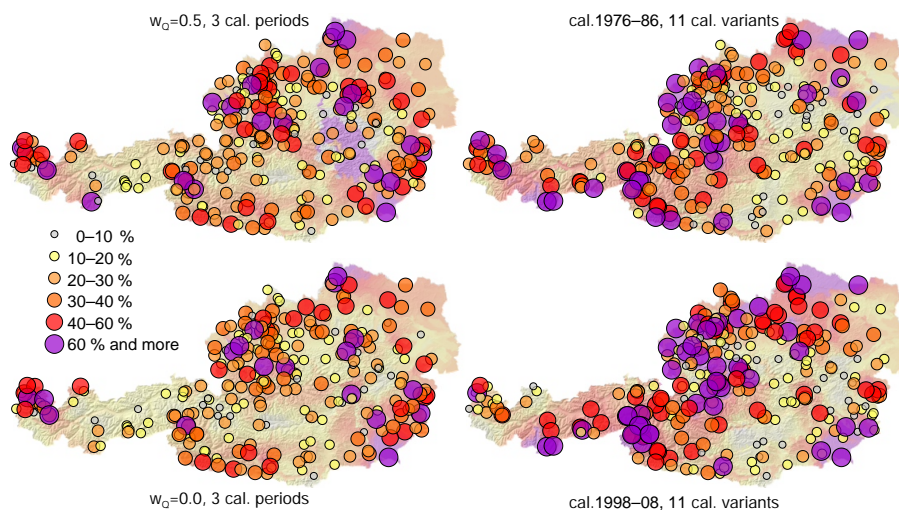 w_Q=0.5, 3 cal. periods
cal.1976–86, 11 cal. variants
0–10 %
10–20 %
20–30 %
30–40 %
40–60 %
60 % and more
w_Q=0.0, 3 cal. periods
cal.1998–08, 11 cal. variants